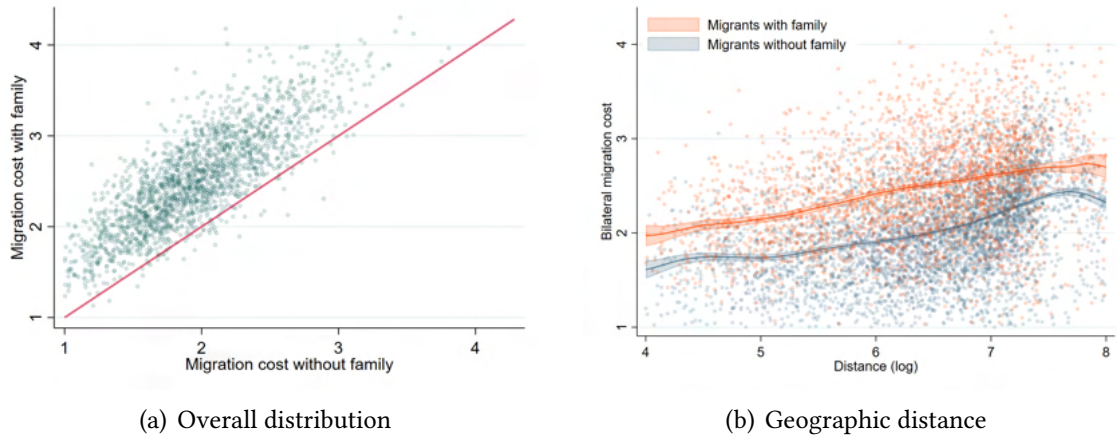 Migration cost with family
4
3
2
1
1 2 3 4
Migration cost without family
(a) Overall distribution
Migrants with family
Migrants without family
Bilateral migration cost
4
3
2
1
4 5 6 7 8
Distance (log)
(b) Geographic distance